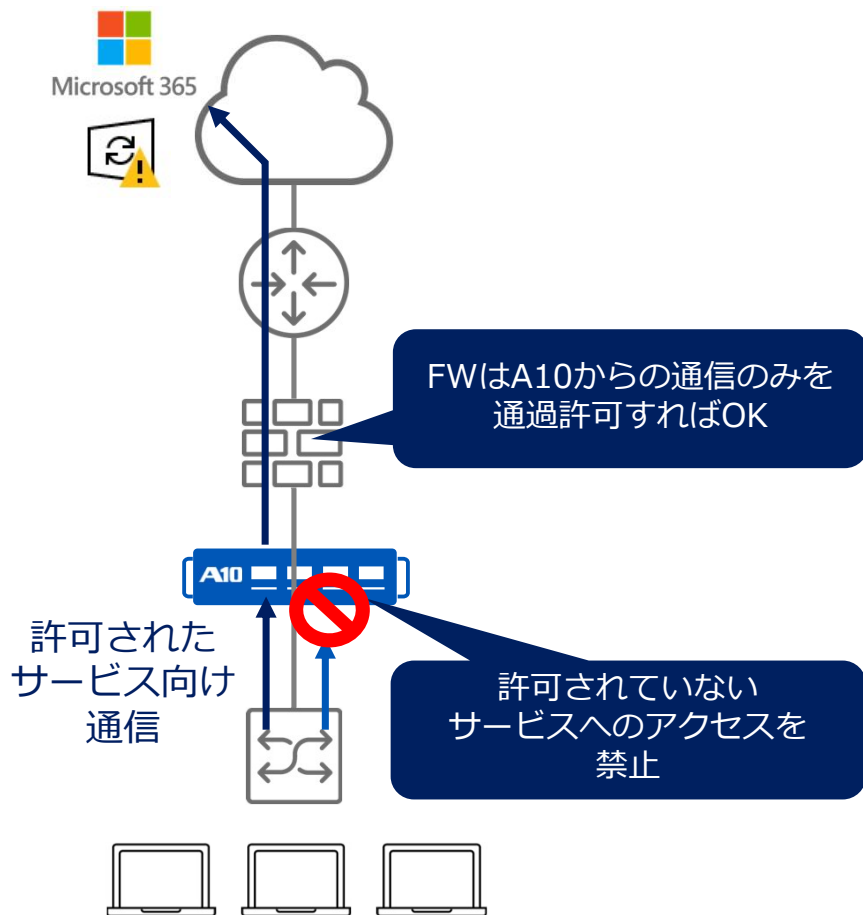 Microsoft 365
FWはA10からの通信のみを
通過許可すればOK
A10
許可された
サービス向け
通信
許可されていない
サービスへのアクセスを
禁止